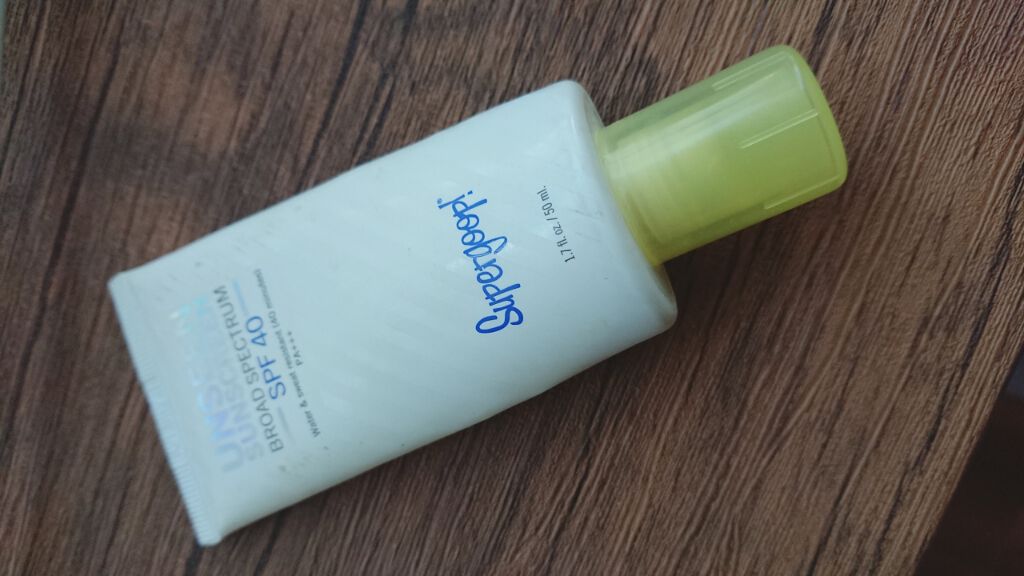 UNSEEN
SUNSCREEN
BROAD SPECTRUM
SPF 40
Water & sweat resistant (40 minutes)
PA+++
Supergoop!
1.7 fl. oz. / 50 ml.